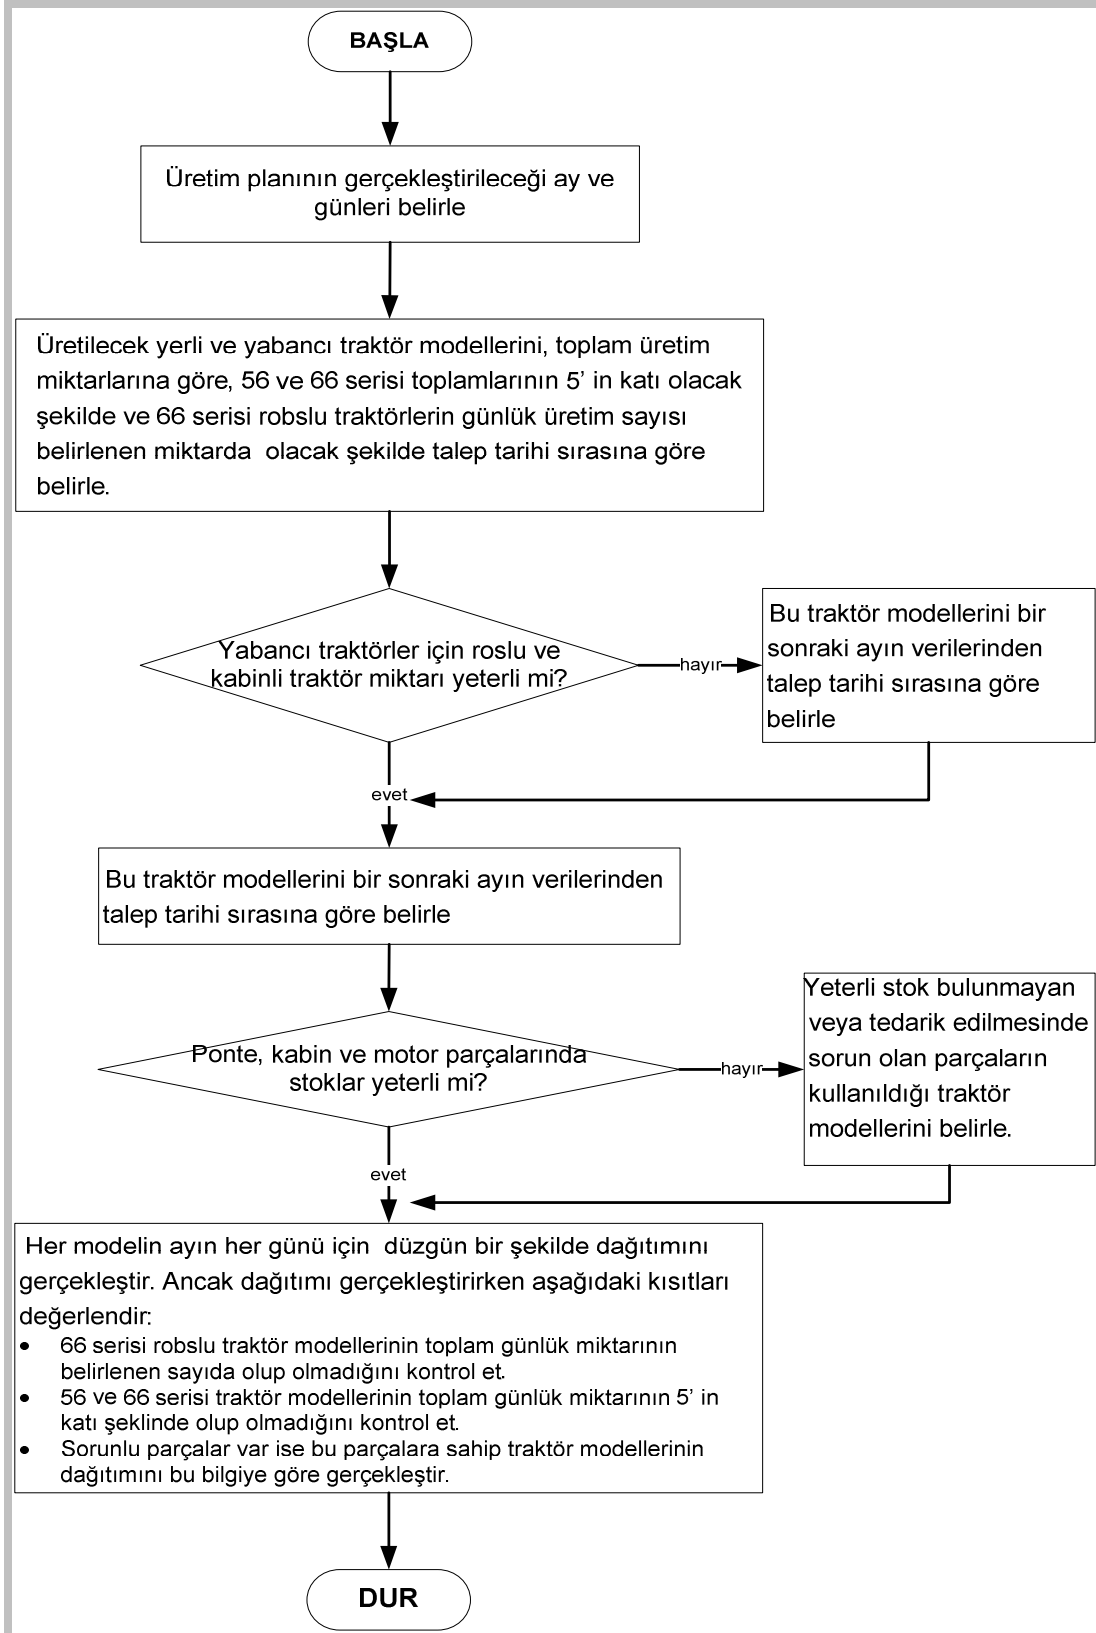 BAŞLA
Üretim planının gerçekleştirileceği ay ve
günleri belirle
Üretilecek yerli ve yabancı traktör modellerini, toplam üretim
miktarlarına göre, 56 ve 66 serisi toplamlarının 5' in katı olacak
şekilde ve 66 serisi robslu traktörlerin günlük üretim sayısı
belirlenen miktarda olacak şekilde talep tarihi sırasına göre
belirle.
Yabancı traktörler için roslu ve
kabinli traktör miktarı yeterli mi?
hayır
Bu traktör modellerini bir
sonraki ayın verilerinden
talep tarihi sırasına göre
belirle
evet
Bu traktör modellerini bir sonraki ayın verilerinden
talep tarihi sırasına göre belirle
Ponte, kabin ve motor parçalarında
stoklar yeterli mi?
hayır
Yeterli stok bulunmayan
veya tedarik edilmesinde
sorun olan parçaların
kullanıldığı traktör
modellerini belirle.
evet
Her modelin ayın her günü için düzgün bir şekilde dağıtımını
gerçekleştir. Ancak dağıtımı gerçekleştirirken aşağıdaki kısıtları
değerlendir:
• 66 serisi robslu traktör modellerinin toplam günlük miktarının
belirlenen sayıda olup olmadığını kontrol et.
• 56 ve 66 serisi traktör modellerinin toplam günlük miktarının 5' in
katı şeklinde olup olmadığını kontrol et.
• Sorunlu parçalar var ise bu parçalara sahip traktör modellerinin
dağıtımını bu bilgiye göre gerçekleştir.
DUR